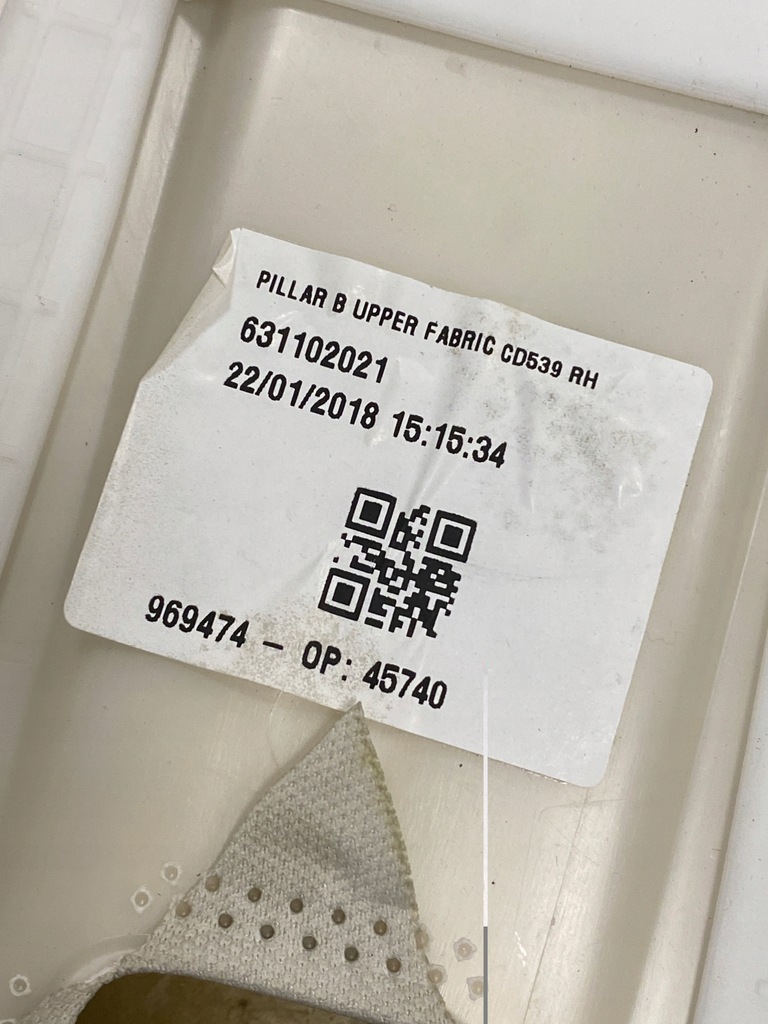 PILLAR B UPPER FABRIC CD539 RH
631102021
22/01/2018 15:15:34
969474 - OP: 45740